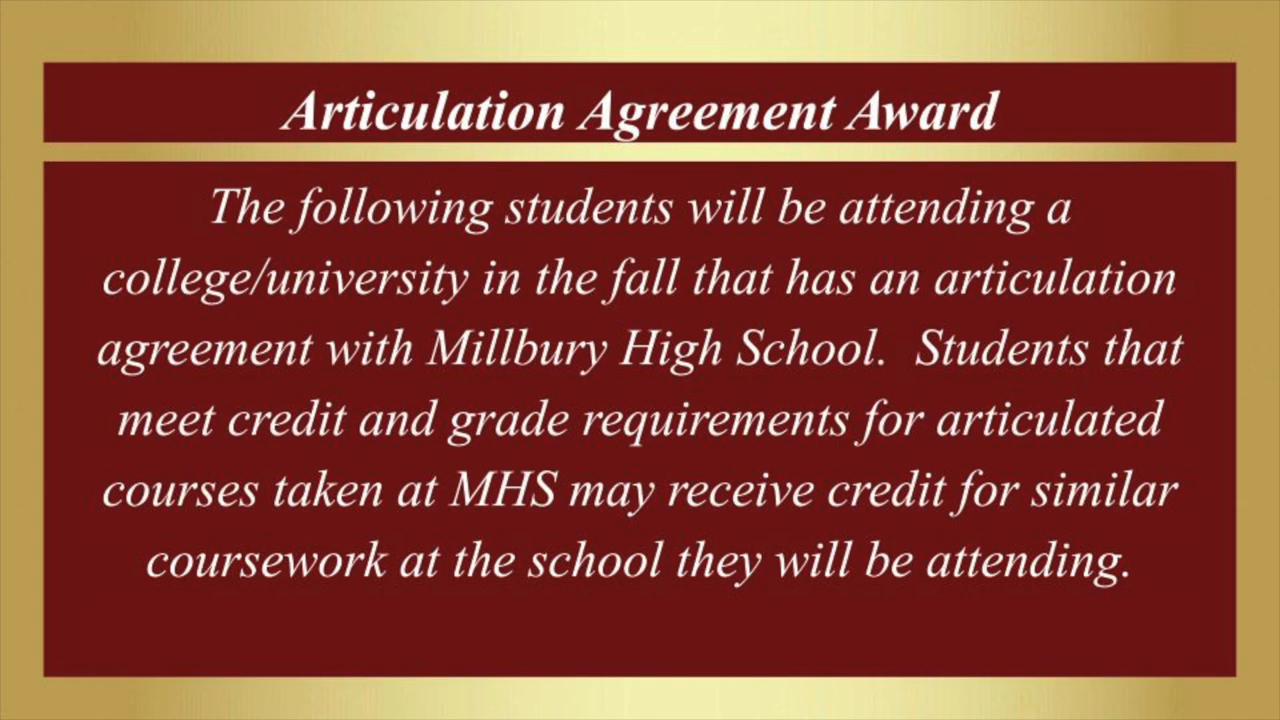 Articulation Agreement Award
The following students will be attending a
college/university in the fall that has an articulation
agreement with Millbury High School.  Students that
meet credit and grade requirements for articulated
courses taken at MHS may receive credit for similar
coursework at the school they will be attending.